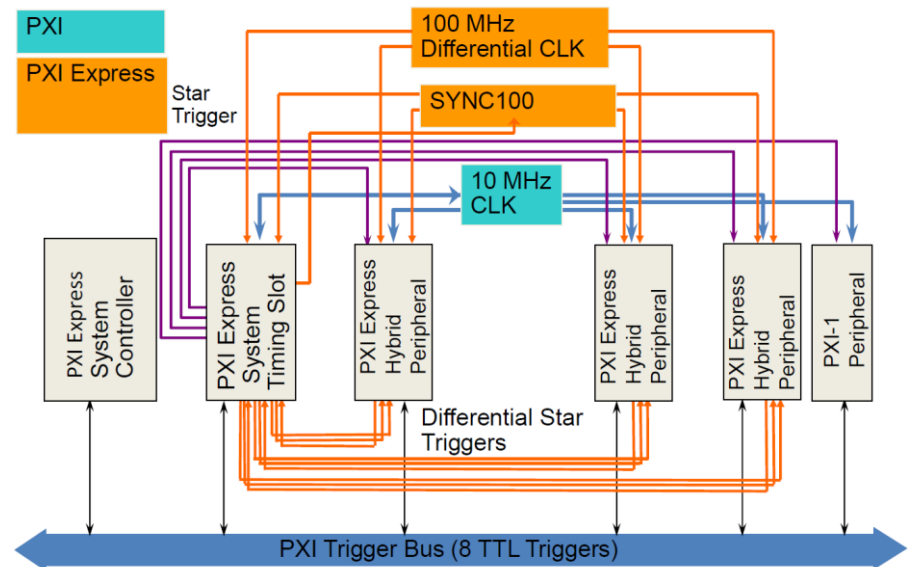 PXI
PXI Express
Star
Trigger
100 MHz
Differential CLK
SYNC100
10 MHz
CLK
PXI Express
System
Controller
PXI Express
System
Timing Slot
PXI Express
Hybrid
Peripheral
PXI Express
Hybrid
Peripheral
PXI Express
Hybrid
Peripheral
PXI-1
Peripheral
Differential Star
Triggers
PXI Trigger Bus (8 TTL Triggers)